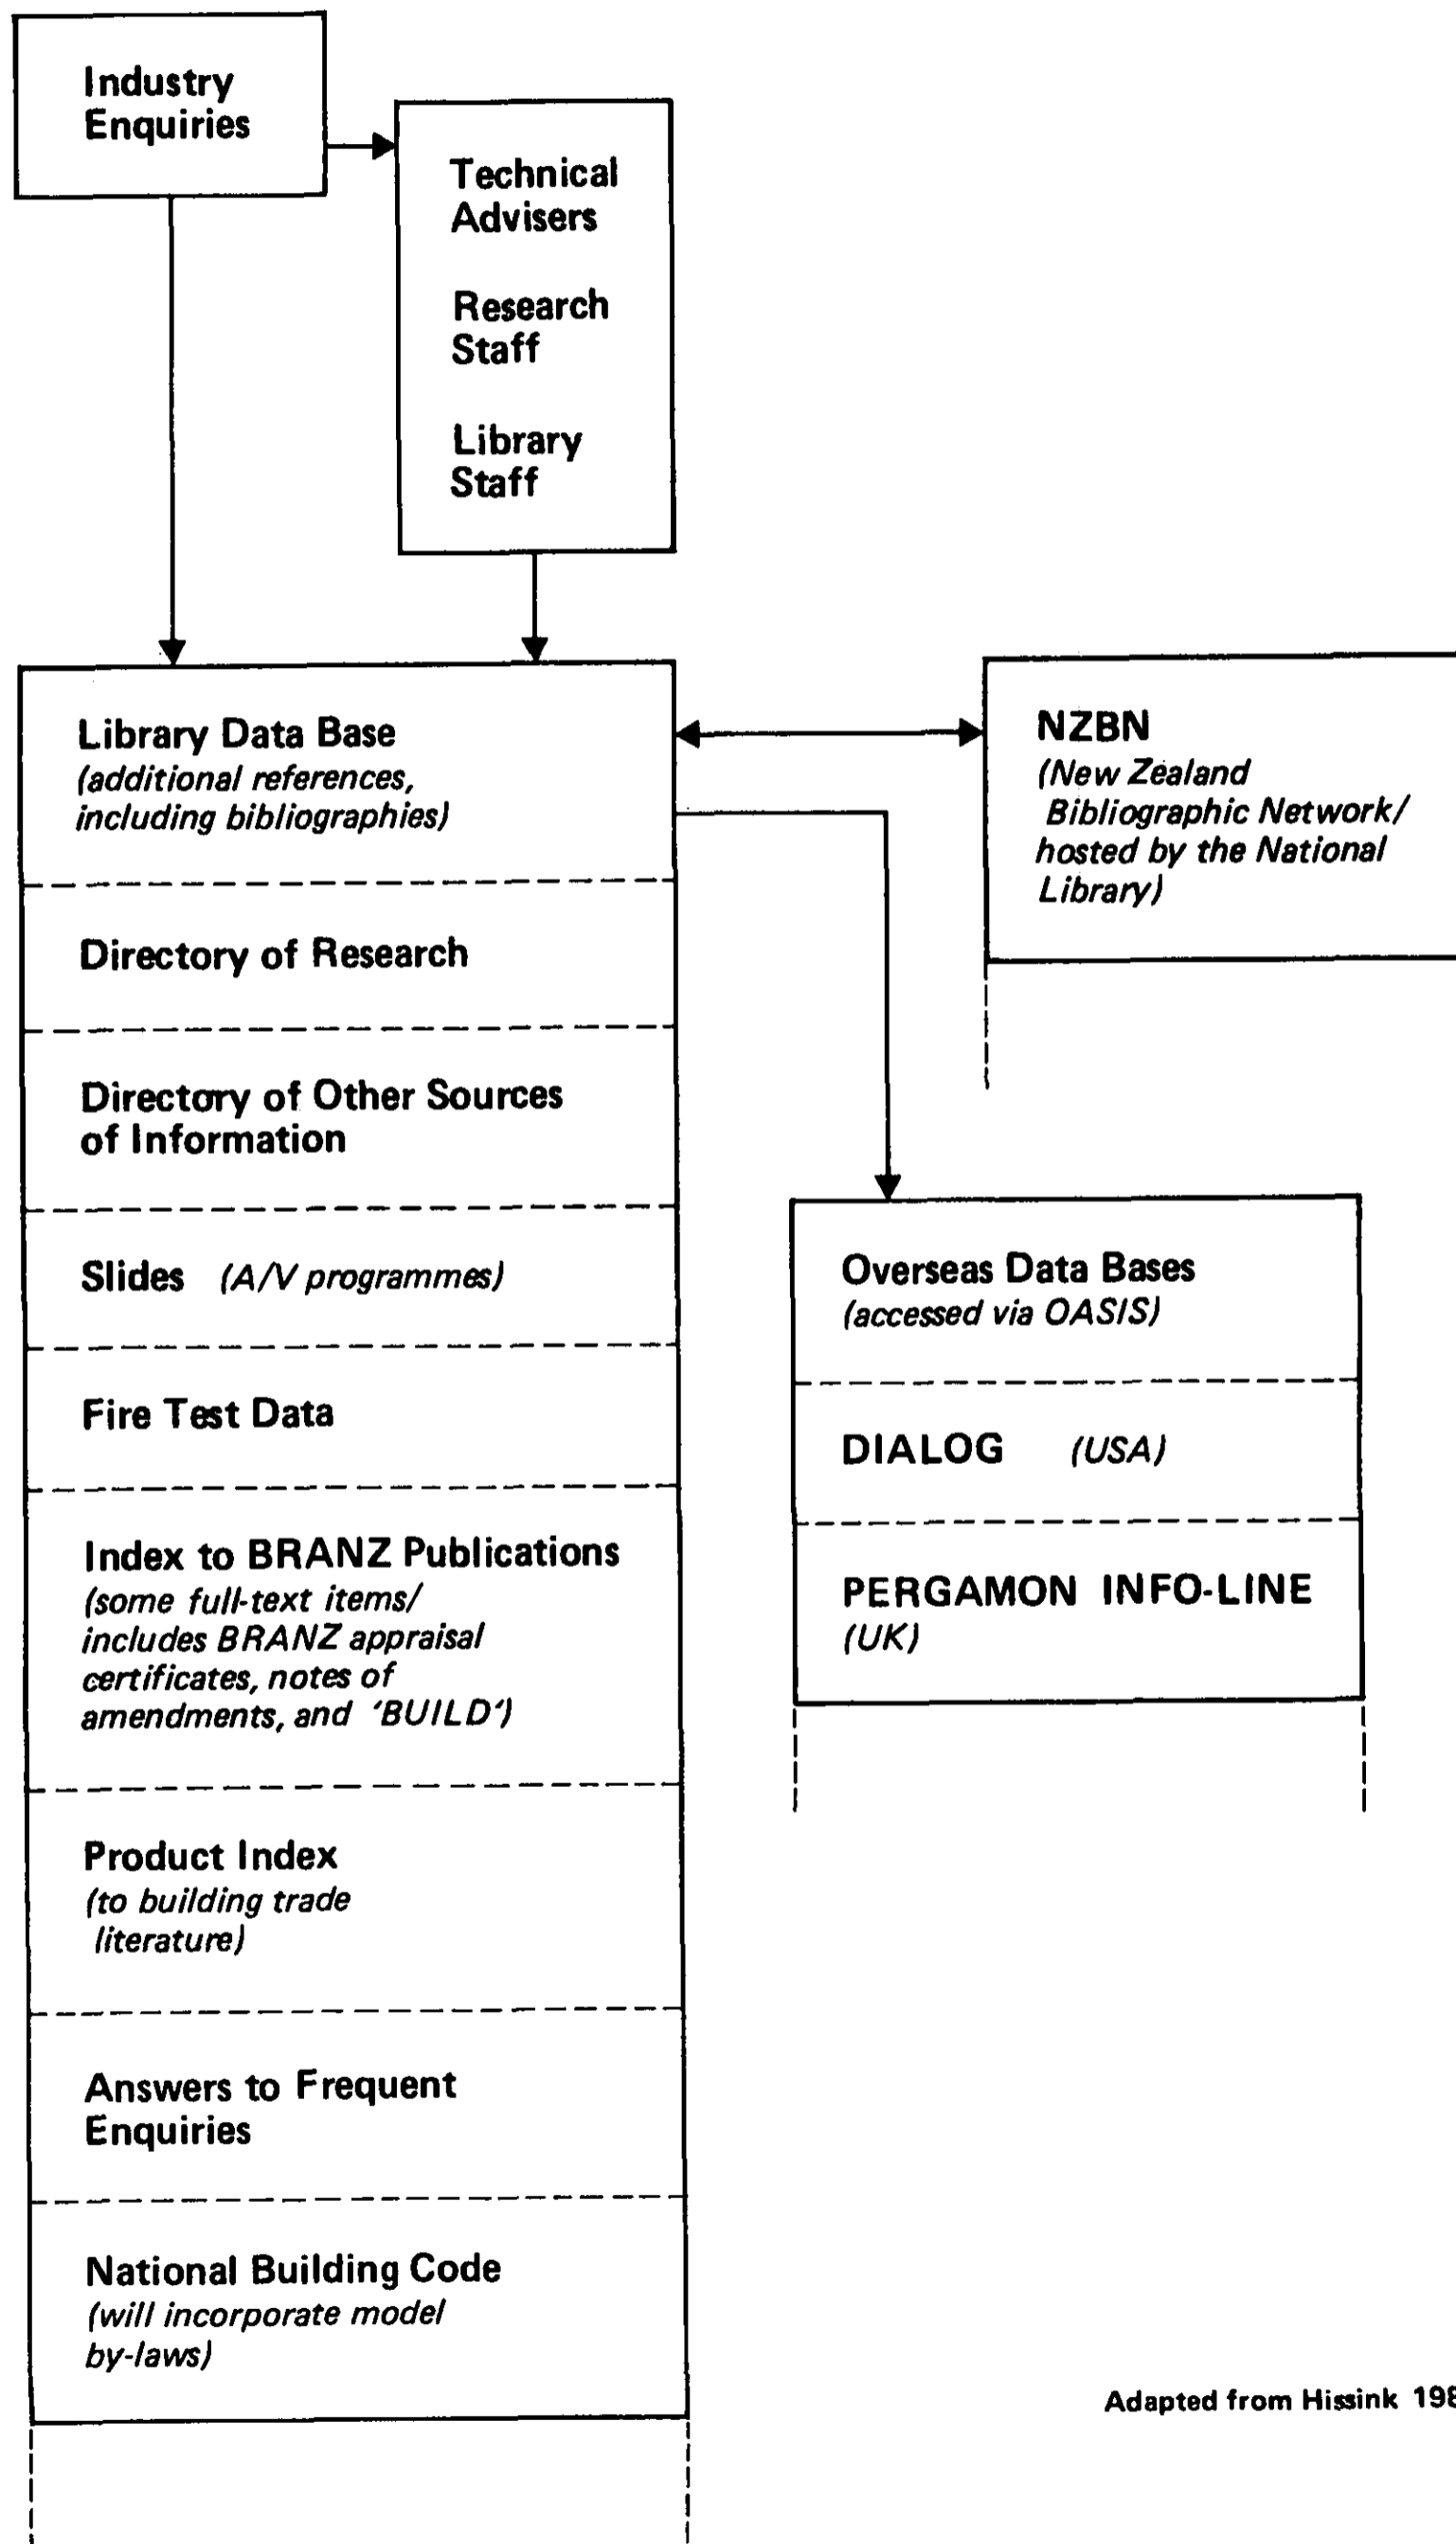 Industry
Enquiries
Technical
Advisers
Research
Staff
Library
Staff
Library Data Base
(additional references,
including bibliographies)
NZBN
(New Zealand
Bibliographic Network/
hosted by the National
Library)
Directory of Research
Directory of Other Sources
of Information
Slides (A/V programmes)
Fire Test Data
Index to BRANZ Publications
(some full-text items/
includes BRANZ appraisal
certificates, notes of
amendments, and 'BUILD')
Product Index
(to building trade
literature)
Answers to Frequent
Enquiries
National Building Code
(will incorporate model
by-laws)
Overseas Data Bases
(accessed via OASIS)
DIALOG (USA)
PERGAMON INFO-LINE
(UK)
Adapted from Hissink